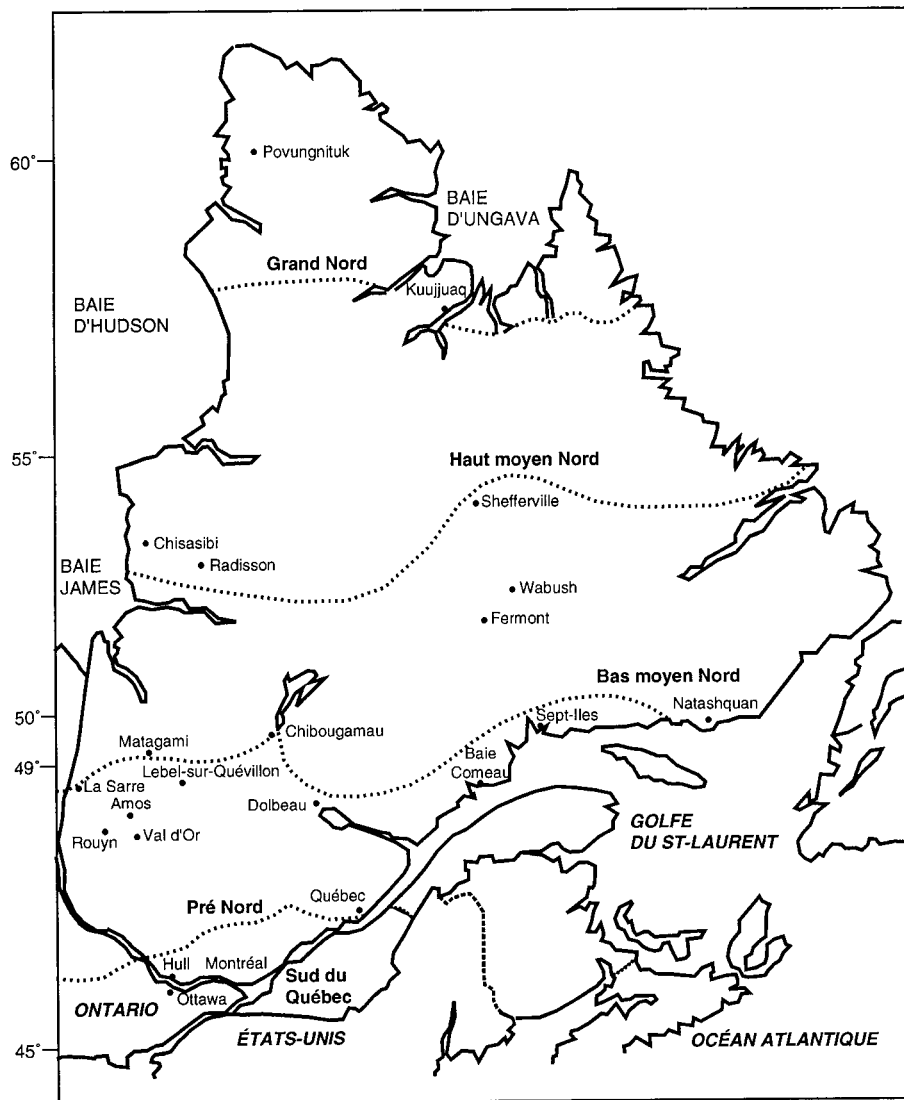 60°
Povungnituk
BAIE
D'UNGAVA
Grand Nord
Kuujjuaq
BAIE
D'HUDSON
55°
Haut moyen Nord
Shefferville
Chisasibi
Radisson
BAIE
JAMES
Wabush
Fermont
Bas moyen Nord
Natashquan
50°
Sept-Iles
Chibougamau
Matagami
49°
Baie
Comeau
Lebel-sur-Quévillon
La Sarre
Amos
Dolbeau
Rouyn
Val d'Or
GOLFE
DU ST-LAURENT
Québec
Pré Nord
Hull
Montréal
Sud du
Québec
Ottawa
ONTARIO
ÉTATS-UNIS
OCÉAN ATLANTIQUE
45°